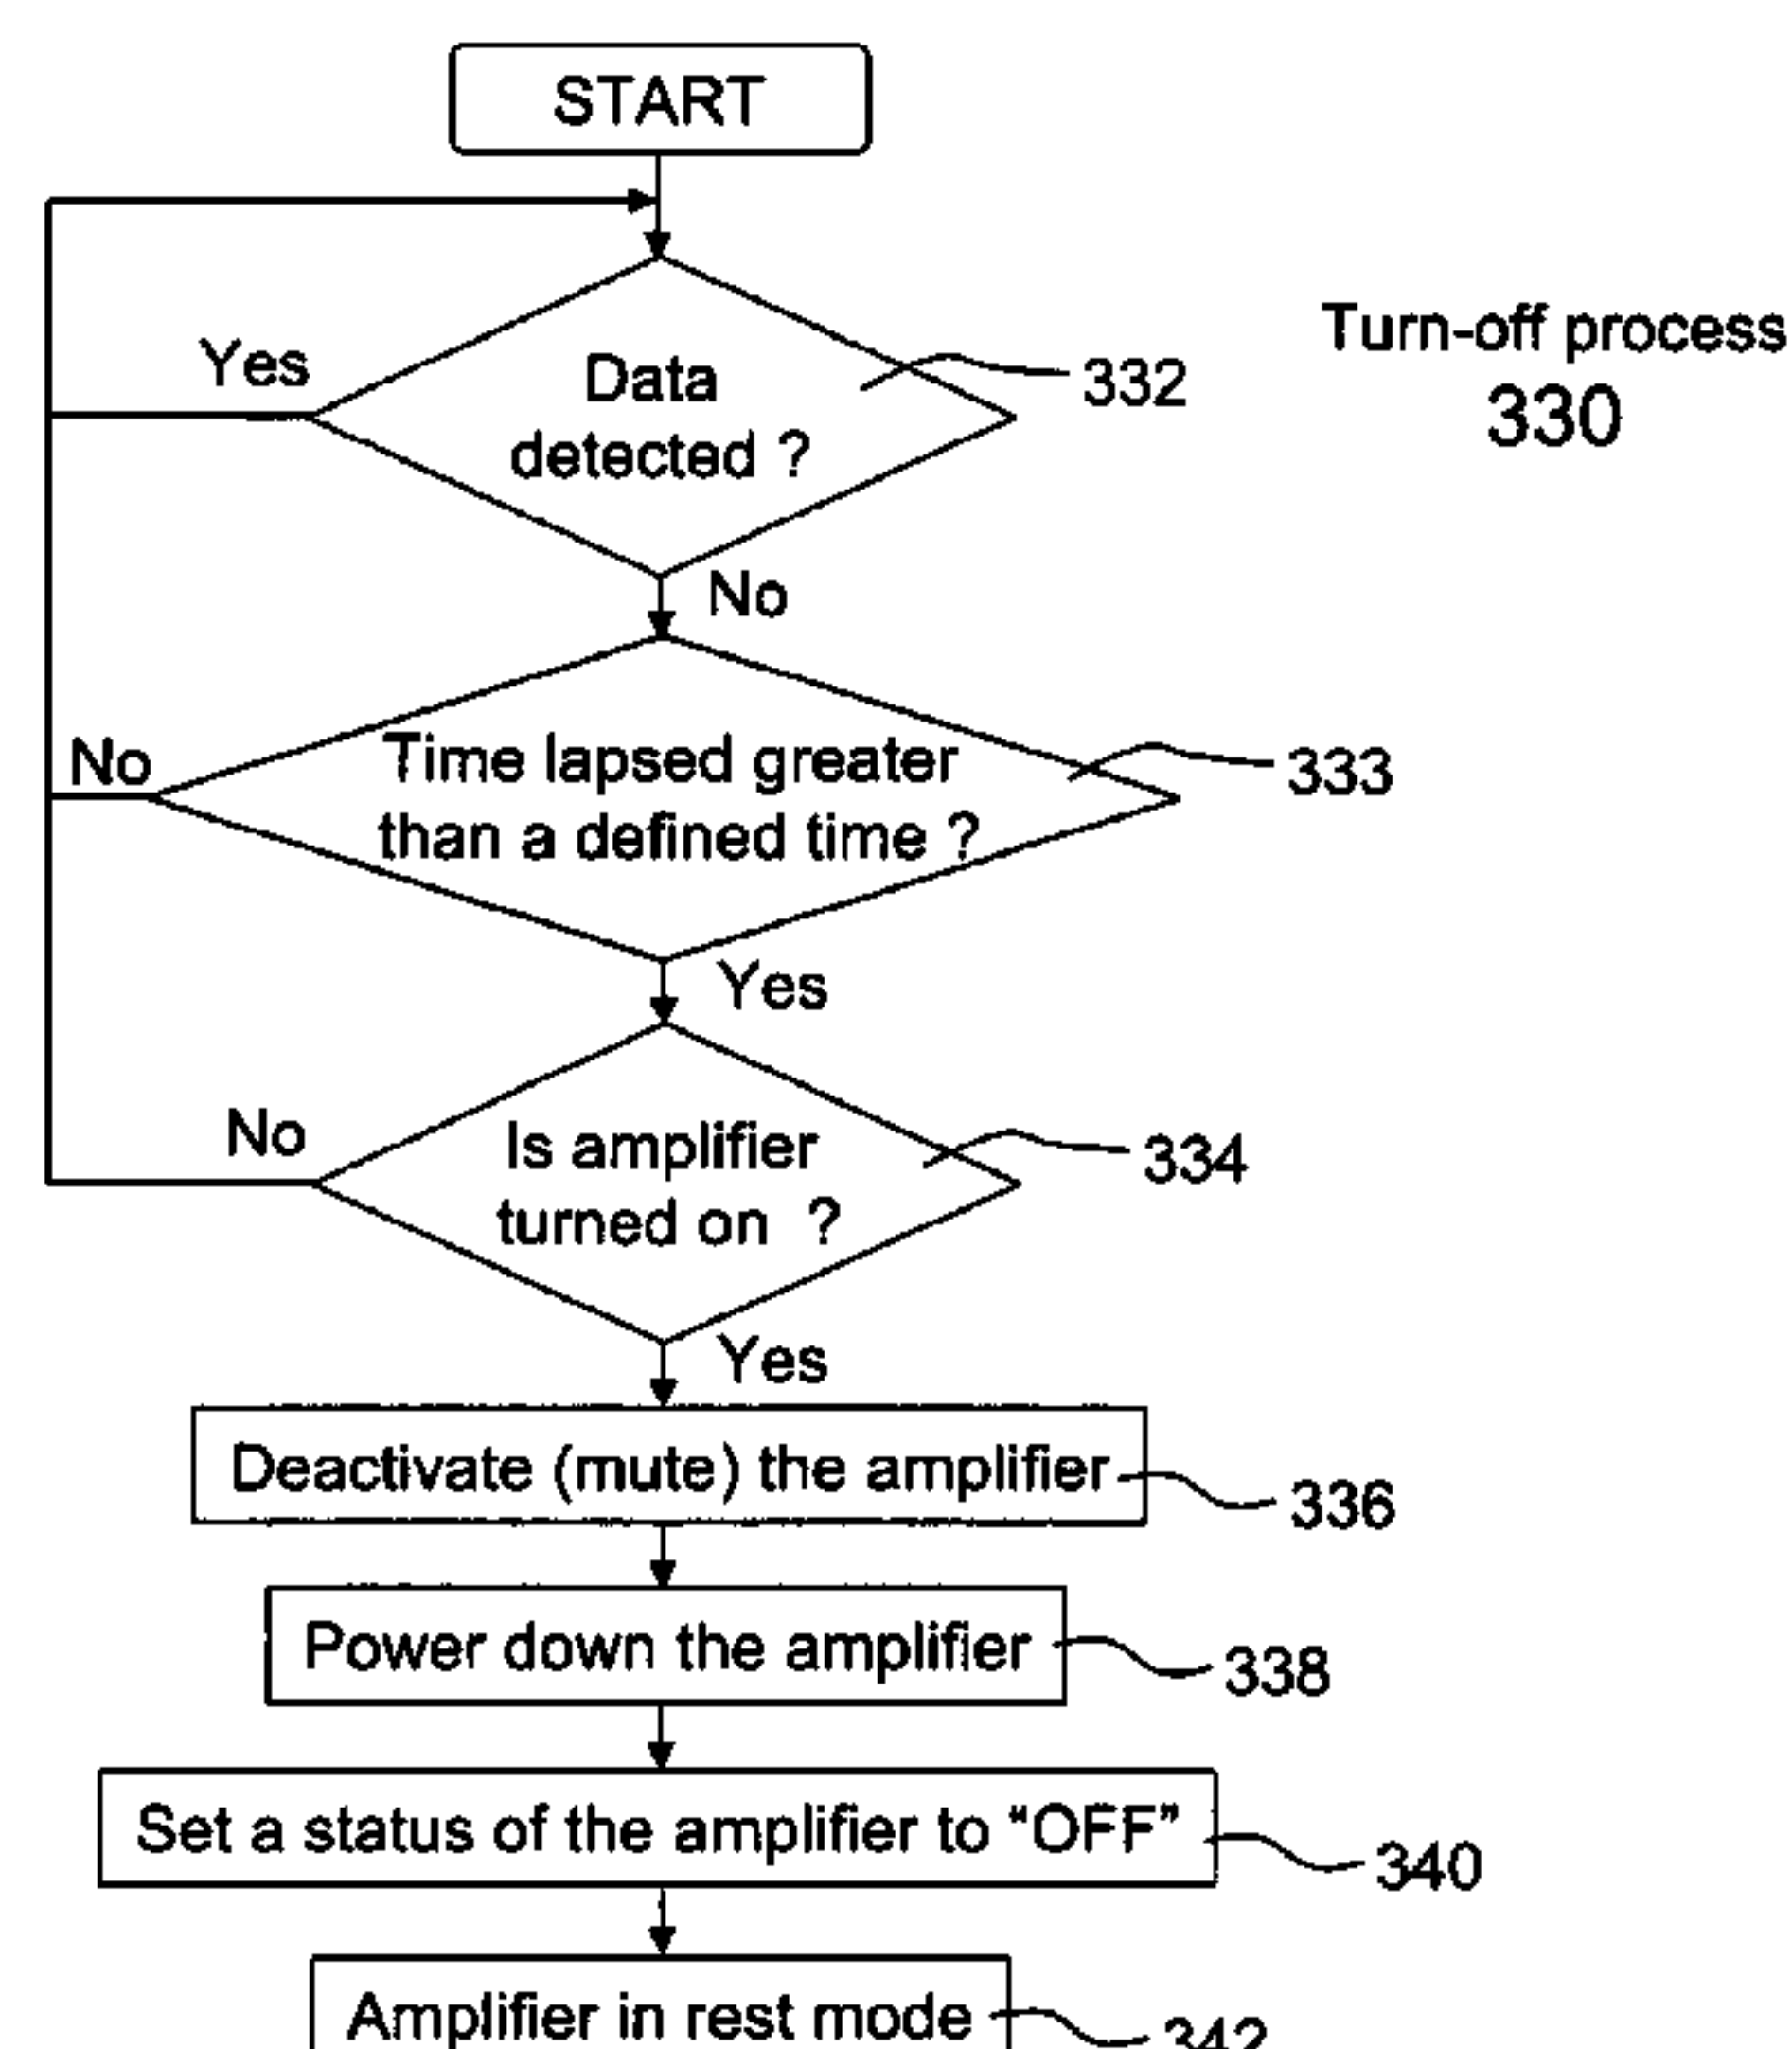 START
Turn-off process
330
Yes
Data
detected ?
332
No
No
Time lapsed greater
than a defined time ?
333
Yes
No
Is amplifier
turned on ?
334
Yes
Deactivate (mute) the amplifier
336
Power down the amplifier
338
Set a status of the amplifier to “OFF”
340
Amplifier in rest mode
342